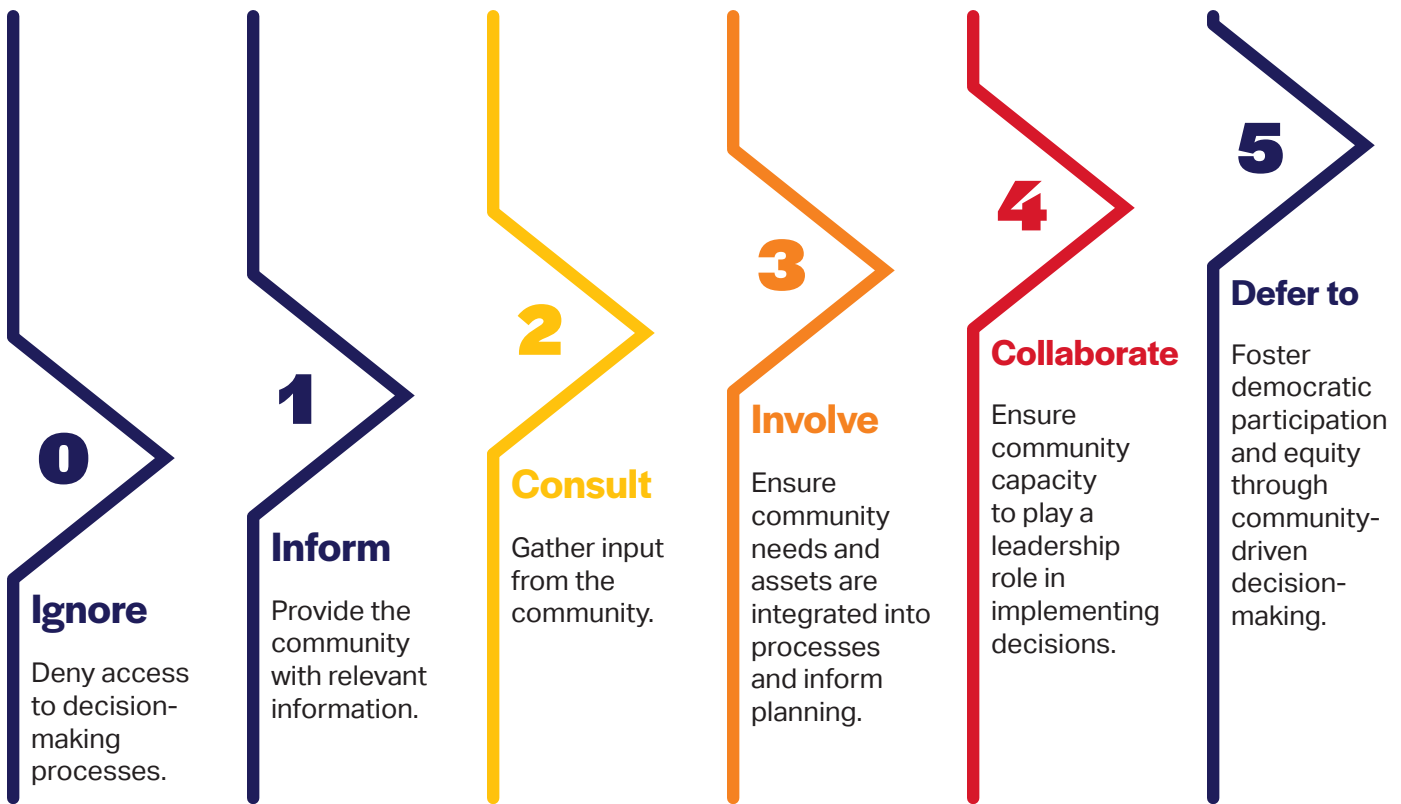 0
Ignore
Deny access
to decision-
making
processes.
1
Inform
Provide the
community
with relevant
information.
2
Consult
Gather input
from the
community.
3
Involve
Ensure
community
needs and
assets are
integrated into
processes
and inform
planning.
4
Collaborate
Ensure
community
capacity
to play a
leadership
role in
implementing
decisions.
5
Defer to
Foster
democratic
participation
and equity
through
community-
driven
decision-
making.